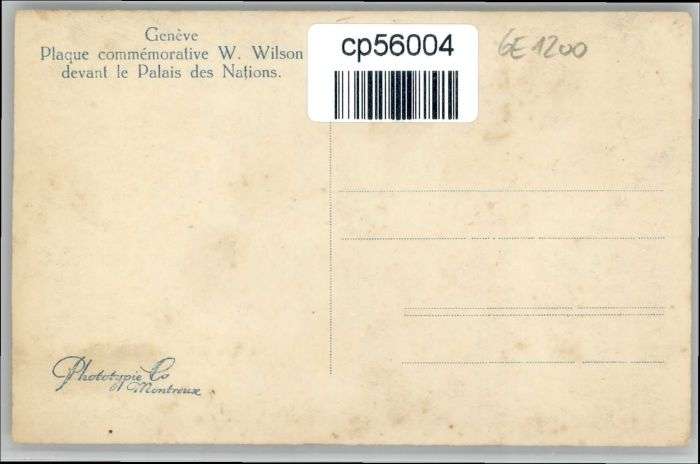 Genève
Plaque commémorative W. Wilson
devant le Palais des Nations.
cp56004
GE 1200
Phototypie Co
Montreux